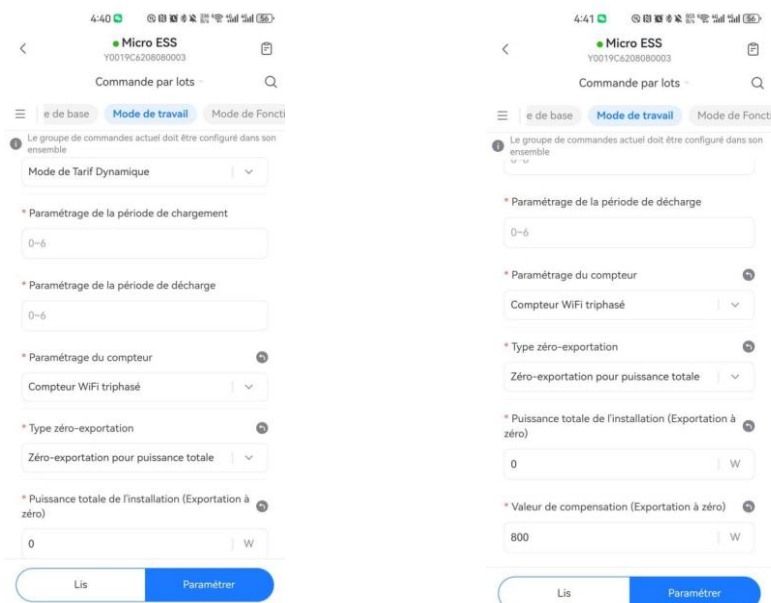 4:40
Micro ESS
Y0019C6208080003
Commande par lots
e de base Mode de travail Mode de Foncti
Le groupe de commandes actuel doit être configuré dans son
ensemble
Mode de Tarif Dynamique
* Paramétrage de la période de chargement
0~6
* Paramétrage de la période de décharge
0~6
* Paramétrage du compteur
Compteur WiFi triphasé
* Type zéro-exportation
Zéro-exportation pour puissance totale
* Puissance totale de l'installation (Exportation à
zéro)
0 W
Lis Paramétrer
4:41
Micro ESS
Y0019C6208080003
Commande par lots
e de base Mode de travail Mode de Foncti
Le groupe de commandes actuel doit être configuré dans son
ensemble
* Paramétrage de la période de décharge
0~6
* Paramétrage du compteur
Compteur WiFi triphasé
* Type zéro-exportation
Zéro-exportation pour puissance totale
* Puissance totale de l'installation (Exportation à
zéro)
0 W
* Valeur de compensation (Exportation à zéro)
800 W
Lis Paramétrer